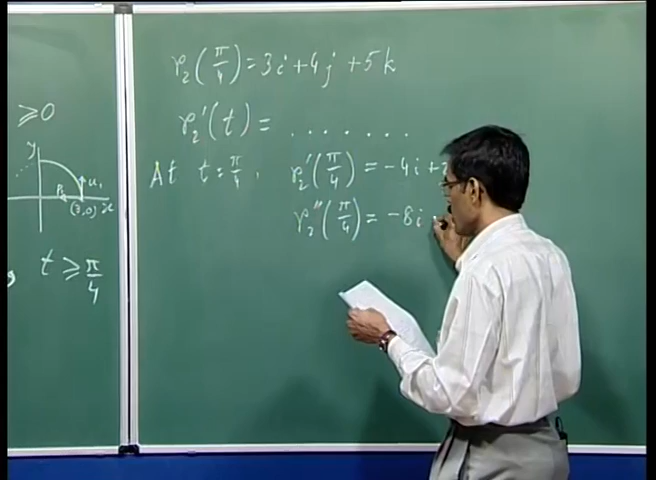 ≥0
y
P₂ u₁
(3,0) x
t ≥ π/4
r₂(π/4) = 3i + 4j + 5k
r₂'(t) = ........
At t = π/4, r₂'(π/4) = -4i +
r₂''(π/4) = -8i